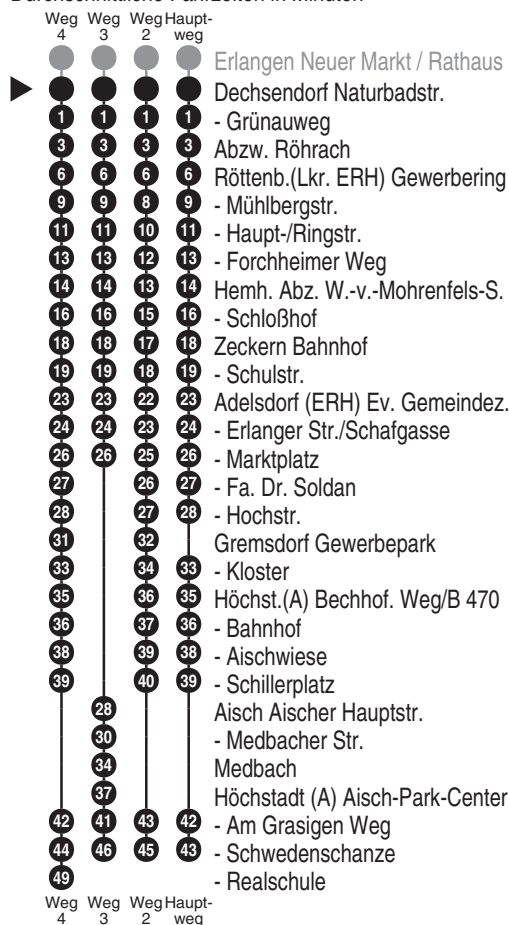 Weg Weg Weg Haupt-
4 3 2 weg
Erlangen Neuer Markt / Rathaus
Dechsendorf Naturbadstr.
1 1 1 1 - Grünauweg
3 3 3 3 Abzw. Röhrach
6 6 6 6 Röttenb.(Lkr. ERH) Gewerbering
9 9 8 9 - Mühlbergstr.
11 11 10 11 - Haupt-/Ringstr.
13 13 12 13 - Forchheimer Weg
14 14 13 14 Hemh. Abz. W.-v.-Mohrenfels-S.
16 16 15 16 - Schloßhof
18 18 17 18 Zeckern Bahnhof
19 19 18 19 - Schulstr.
23 23 22 23 Adelsdorf (ERH) Ev. Gemeindez.
24 24 23 24 - Erlanger Str./Schafgasse
26 26 25 26 - Marktplatz
27 26 27 - Fa. Dr. Soldan
28 27 28 - Hochstr.
31 32 Gremsdorf Gewerbepark
33 34 33 - Kloster
35 36 35 Höchst.(A) Bechhof. Weg/B 470
36 37 36 - Bahnhof
38 39 38 - Aischwiese
39 40 39 - Schillerplatz
28 Aisch Aischer Hauptstr.
30 - Medbacher Str.
34 Medbach
37 Höchstadt (A) Aisch-Park-Center
42 41 43 42 - Am Grasigen Weg
44 46 45 43 - Schwedenschanze
49 - Realschule
Weg Weg Weg Haupt-
4 3 2 weg